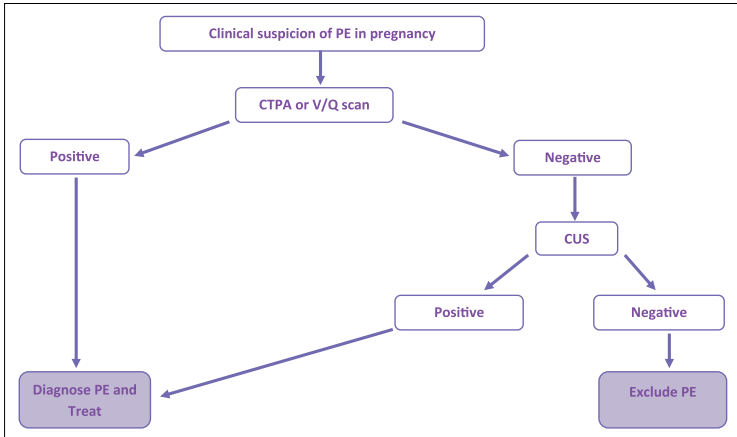 Clinical suspicion of PE in pregnancy
CTPA or V/Q scan
Positive
Negative
CUS
Positive
Negative
Diagnose PE and
Treat
Exclude PE